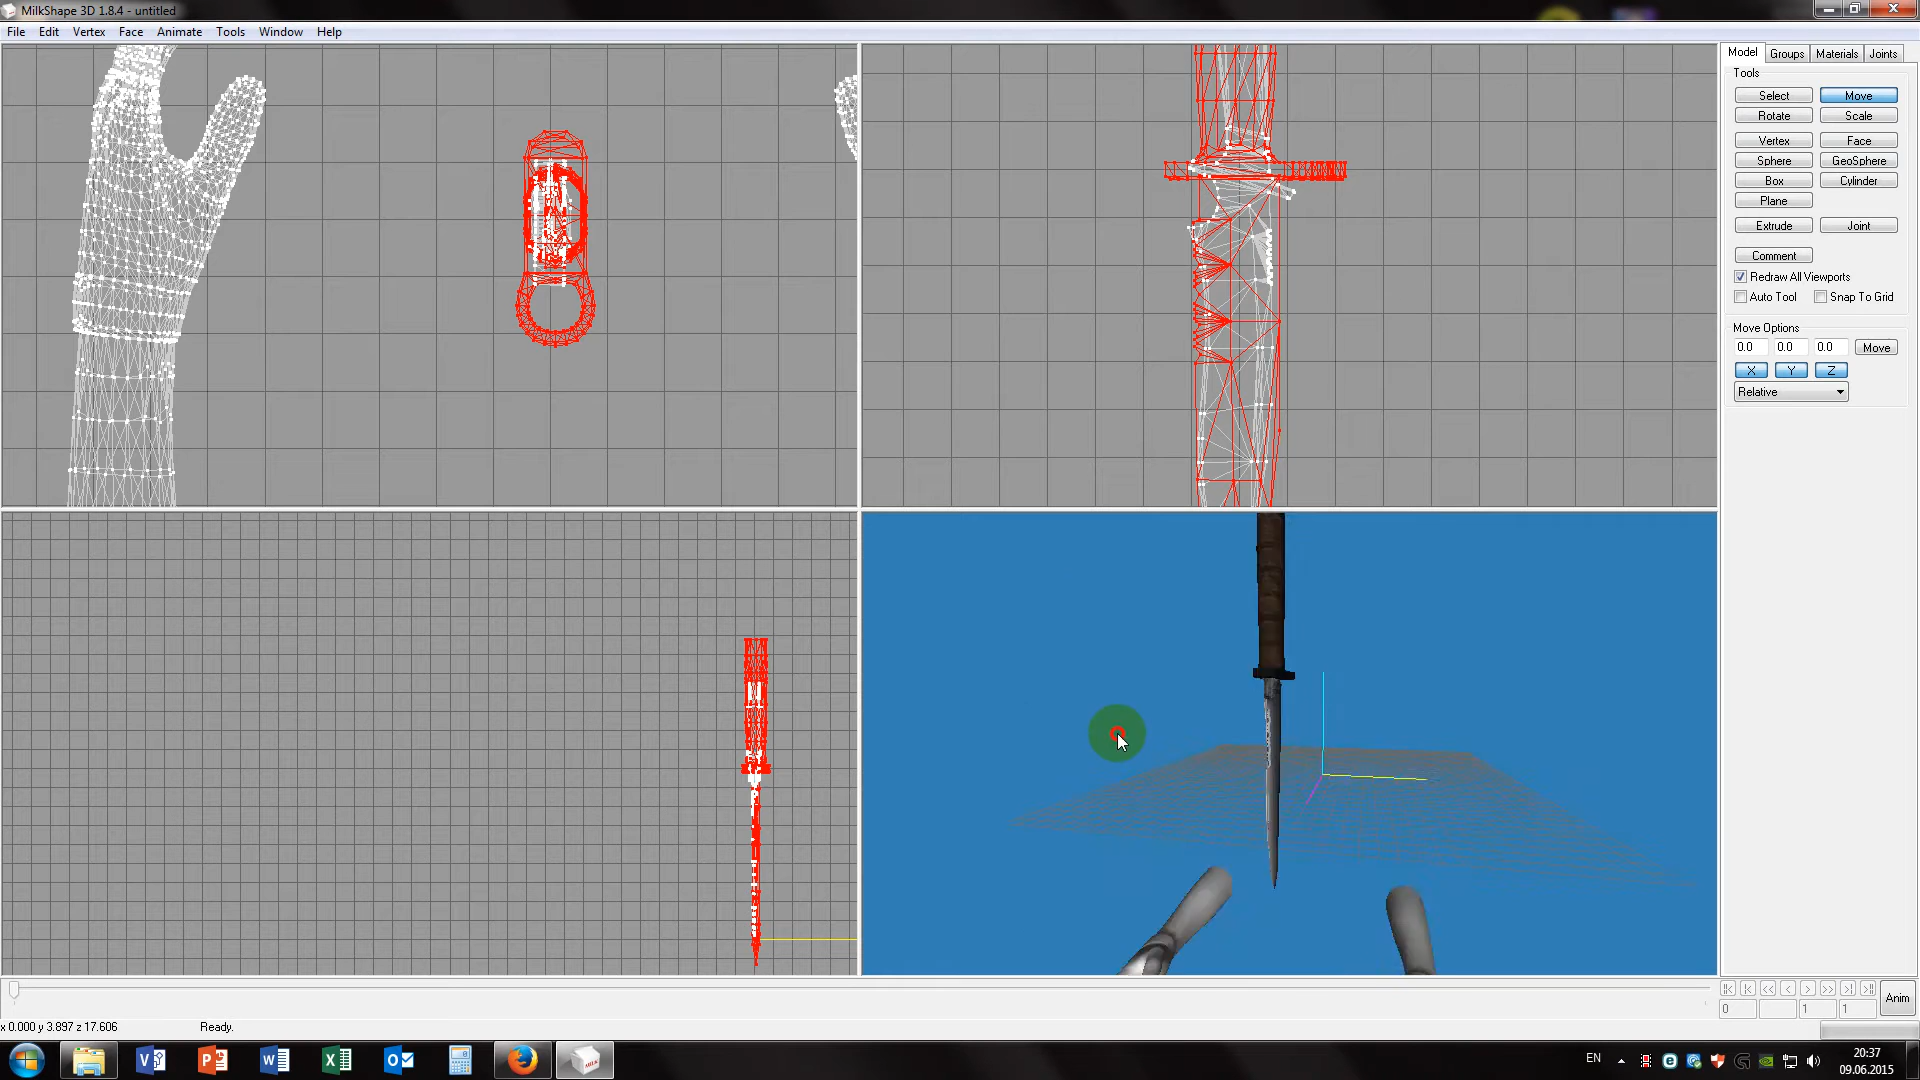 MilkShape 3D 1.8.4 - untitled
File Edit Vertex Face Animate Tools Window Help
Model Groups Materials Joints
Tools
Select Move
Rotate Scale
Vertex Face
Sphere GeoSphere
Box Cylinder
Plane
Extrude Joint
Comment
Redraw All Viewports
Auto Tool Snap To Grid
Move Options
0.0 0.0 0.0 Move
X Y Z
Relative
Anim
0 1 1
x 0.000 y 3.897 z 17.606 Ready.
EN 20:37
09.06.2015